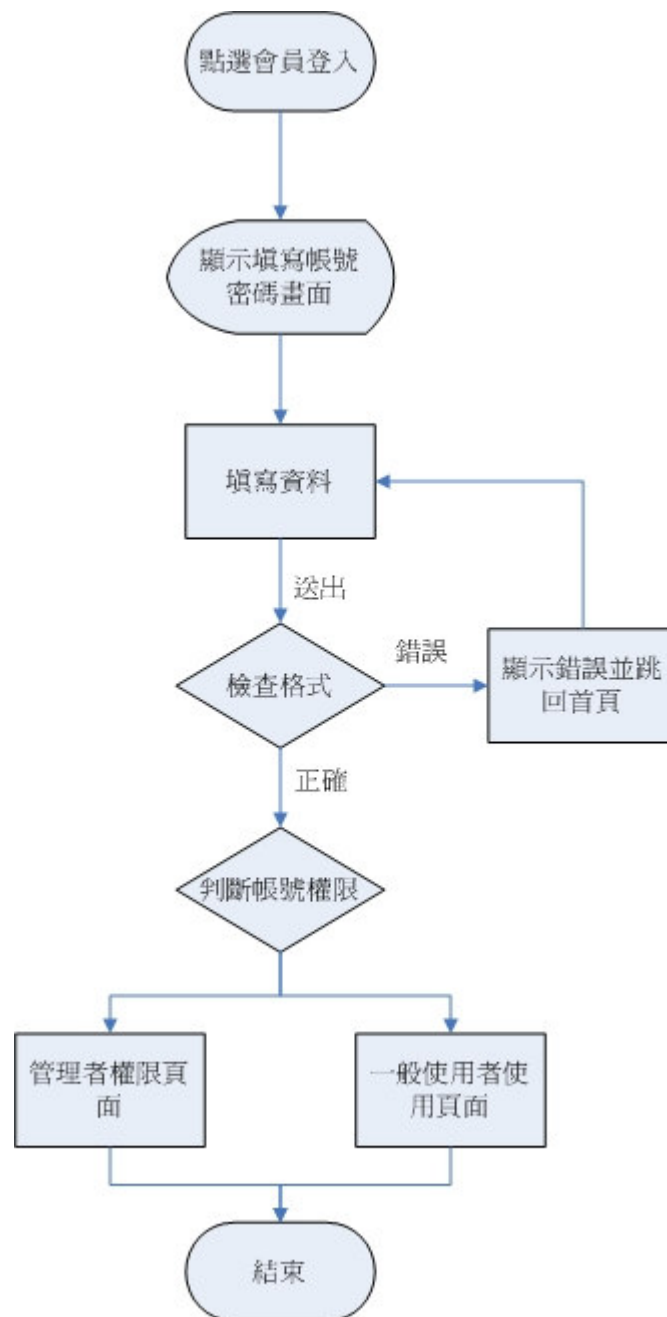 點選會員登入
顯示填寫帳號
密碼畫面
填寫資料
送出
檢查格式
錯誤
顯示錯誤並跳
回首頁
正確
判斷帳號權限
管理者權限頁
面
一般使用者使
用頁面
結束